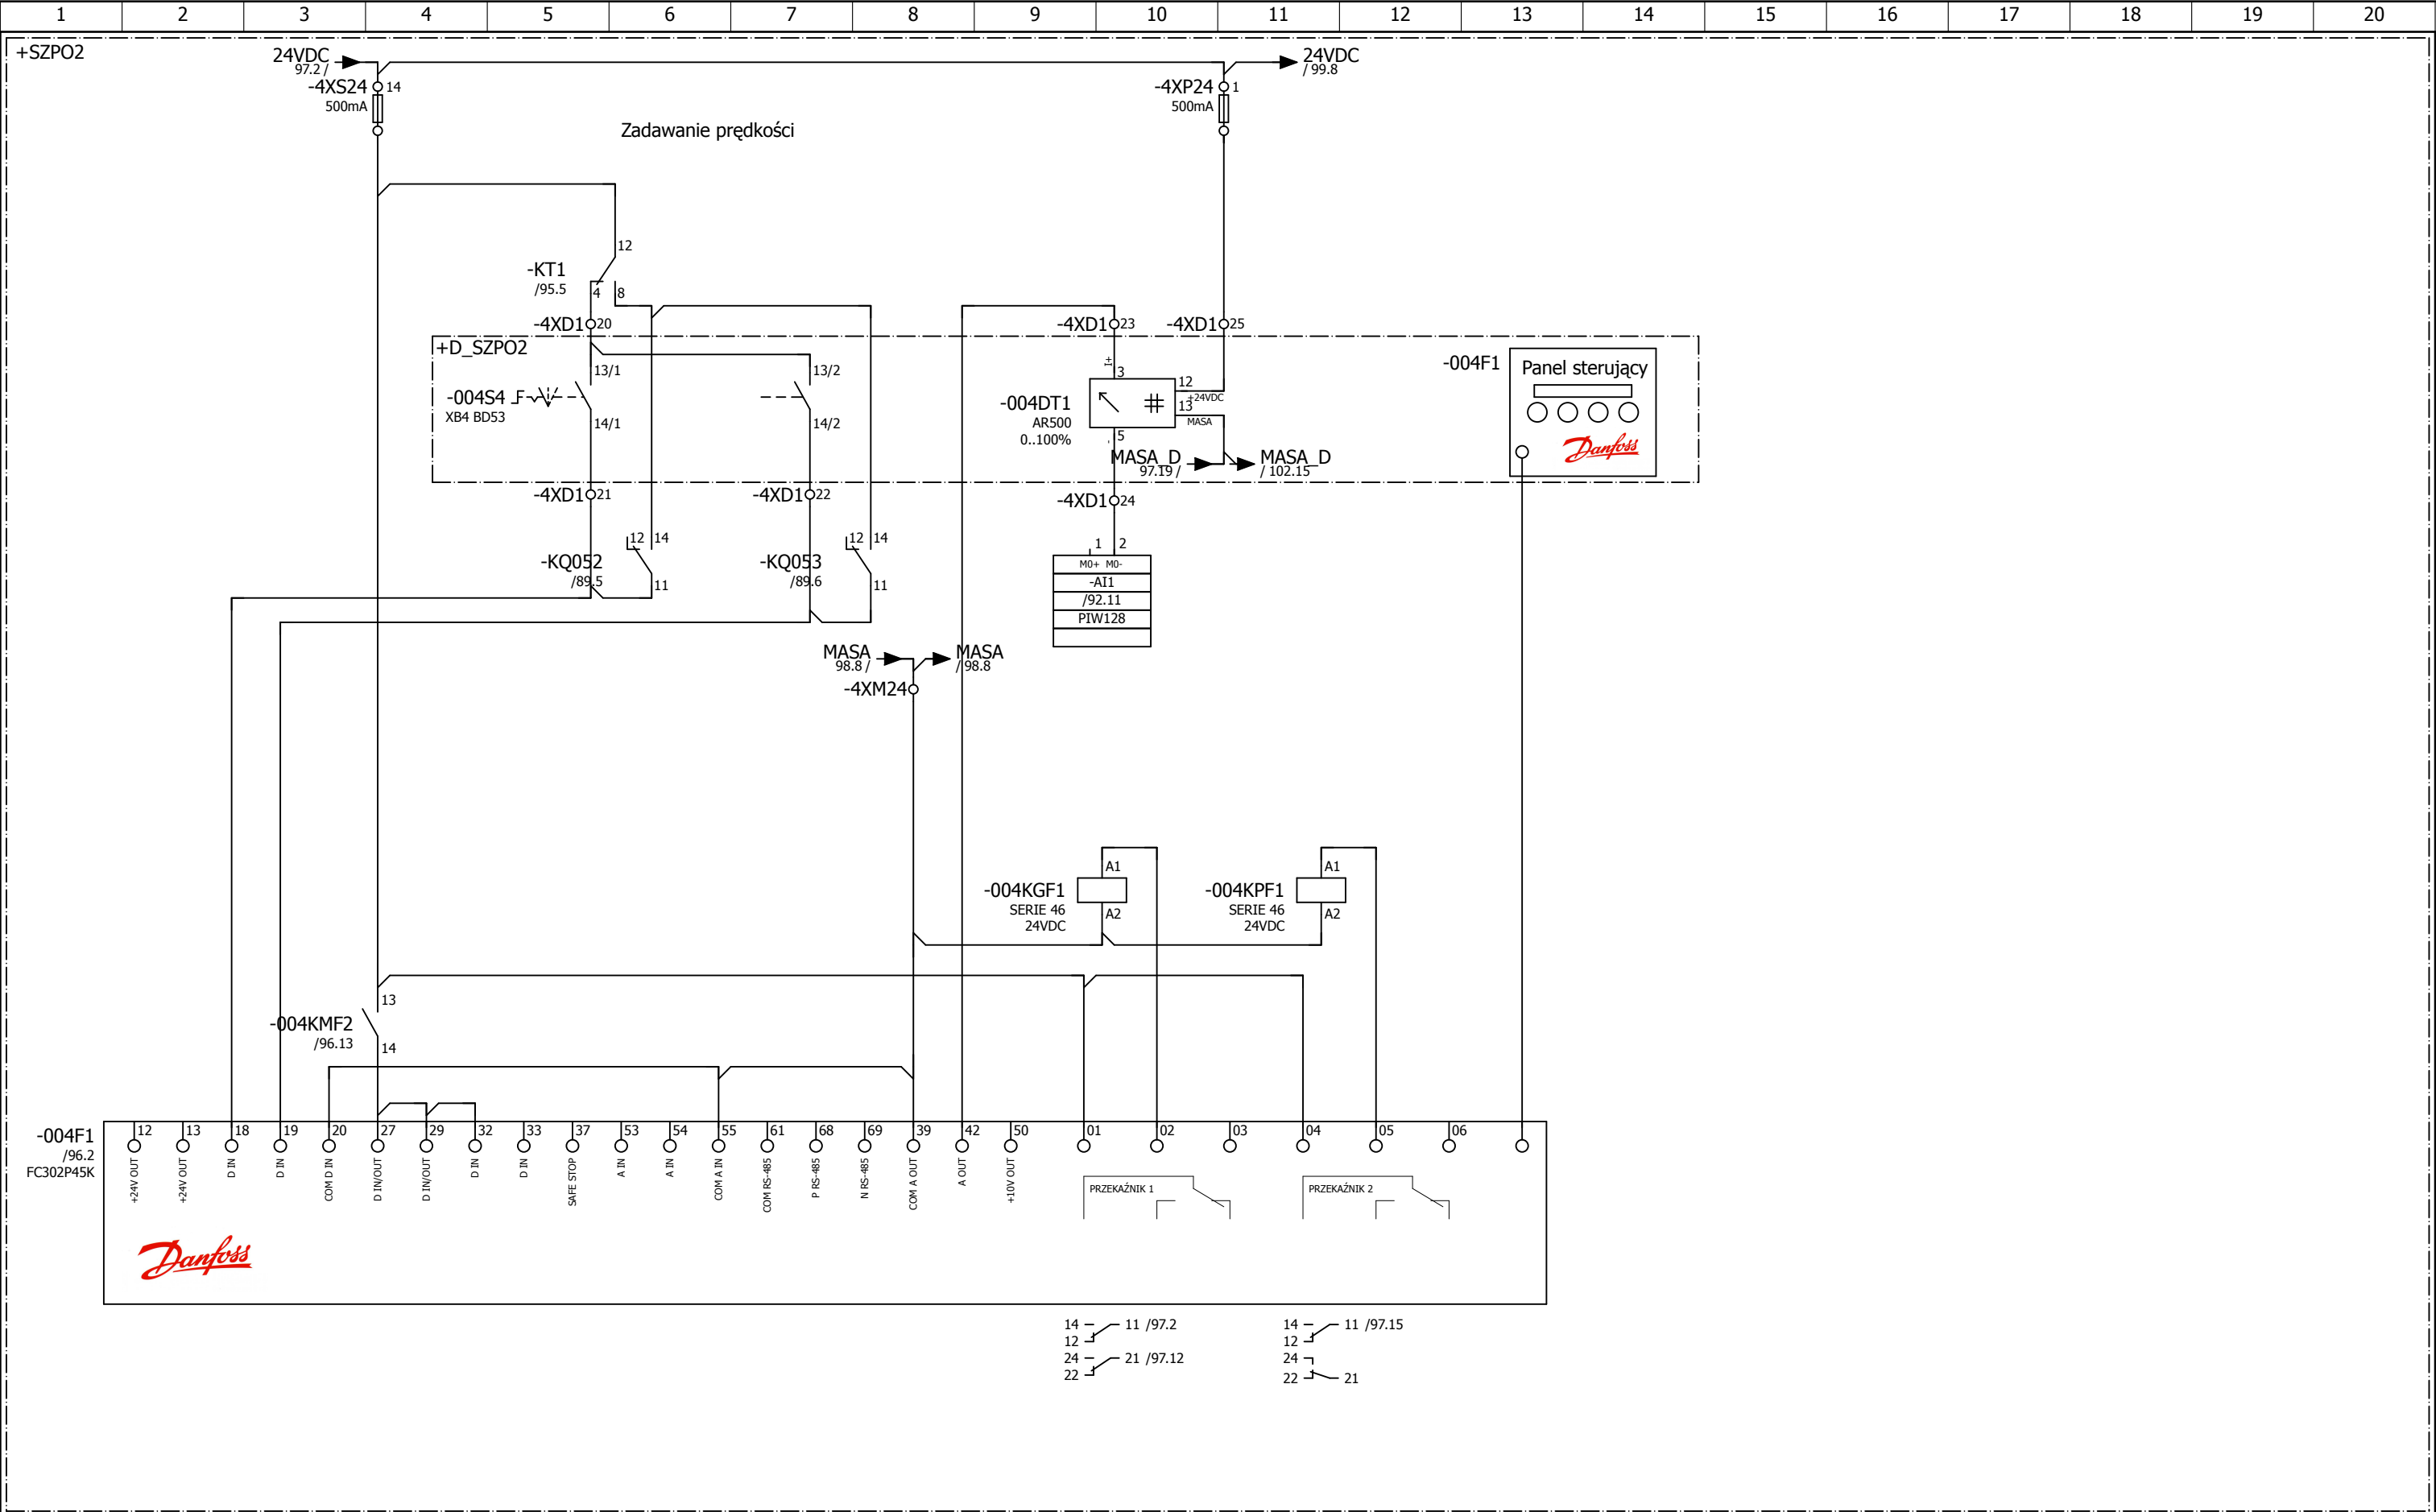 1 2 3 4 5 6 7 8 9 10 11 12 13 14 15 16 17 18 19 20
+SZPO2
24VDC
97.2 /
24VDC
/ 99.8
-4XS24 14
500mA
-4XP24 1
500mA
Zadawanie prędkości
12
-KT1
/95.5
4 8
-4XD1 20
-4XD1 23
-4XD1 25
+D_SZPO2
13/1
-004S4
XB4 BD53
14/1
13/2
14/2
I+
3
12
+24VDC
13
MASA
-004DT1
AR500
0..100%
-
5
MASA_D
97.19 /
MASA_D
/ 102.15
-004F1
Panel sterujący
Danfoss
-4XD1 21
-4XD1 22
-4XD1 24
12 14
-KQ052
/89.5
11
12 14
-KQ053
/89.6
11
1 2
M0+ M0-
-AI1
/92.11
PIW128
MASA
98.8 /
MASA
/ 98.8
-4XM24
A1
-004KGF1
SERIE 46
24VDC
A2
A1
-004KPF1
SERIE 46
24VDC
A2
13
-004KMF2
/96.13
14
-004F1
/96.2
FC302P45K
12 13 18 19 20 27 29 32 33 37 53 54 55 61 68 69 39 42 50 01 02 03 04 05 06
+24V OUT
+24V OUT
D IN
D IN
COM D IN
D IN/OUT
D IN/OUT
D IN
D IN
SAFE STOP
A IN
A IN
COM A IN
COM RS-485
P RS-485
N RS-485
COM A OUT
A OUT
+10V OUT
PRZEKAŹNIK 1
PRZEKAŹNIK 2
Danfoss
14 11 /97.2
12
24 21 /97.12
22
14 11 /97.15
12
24
22 21